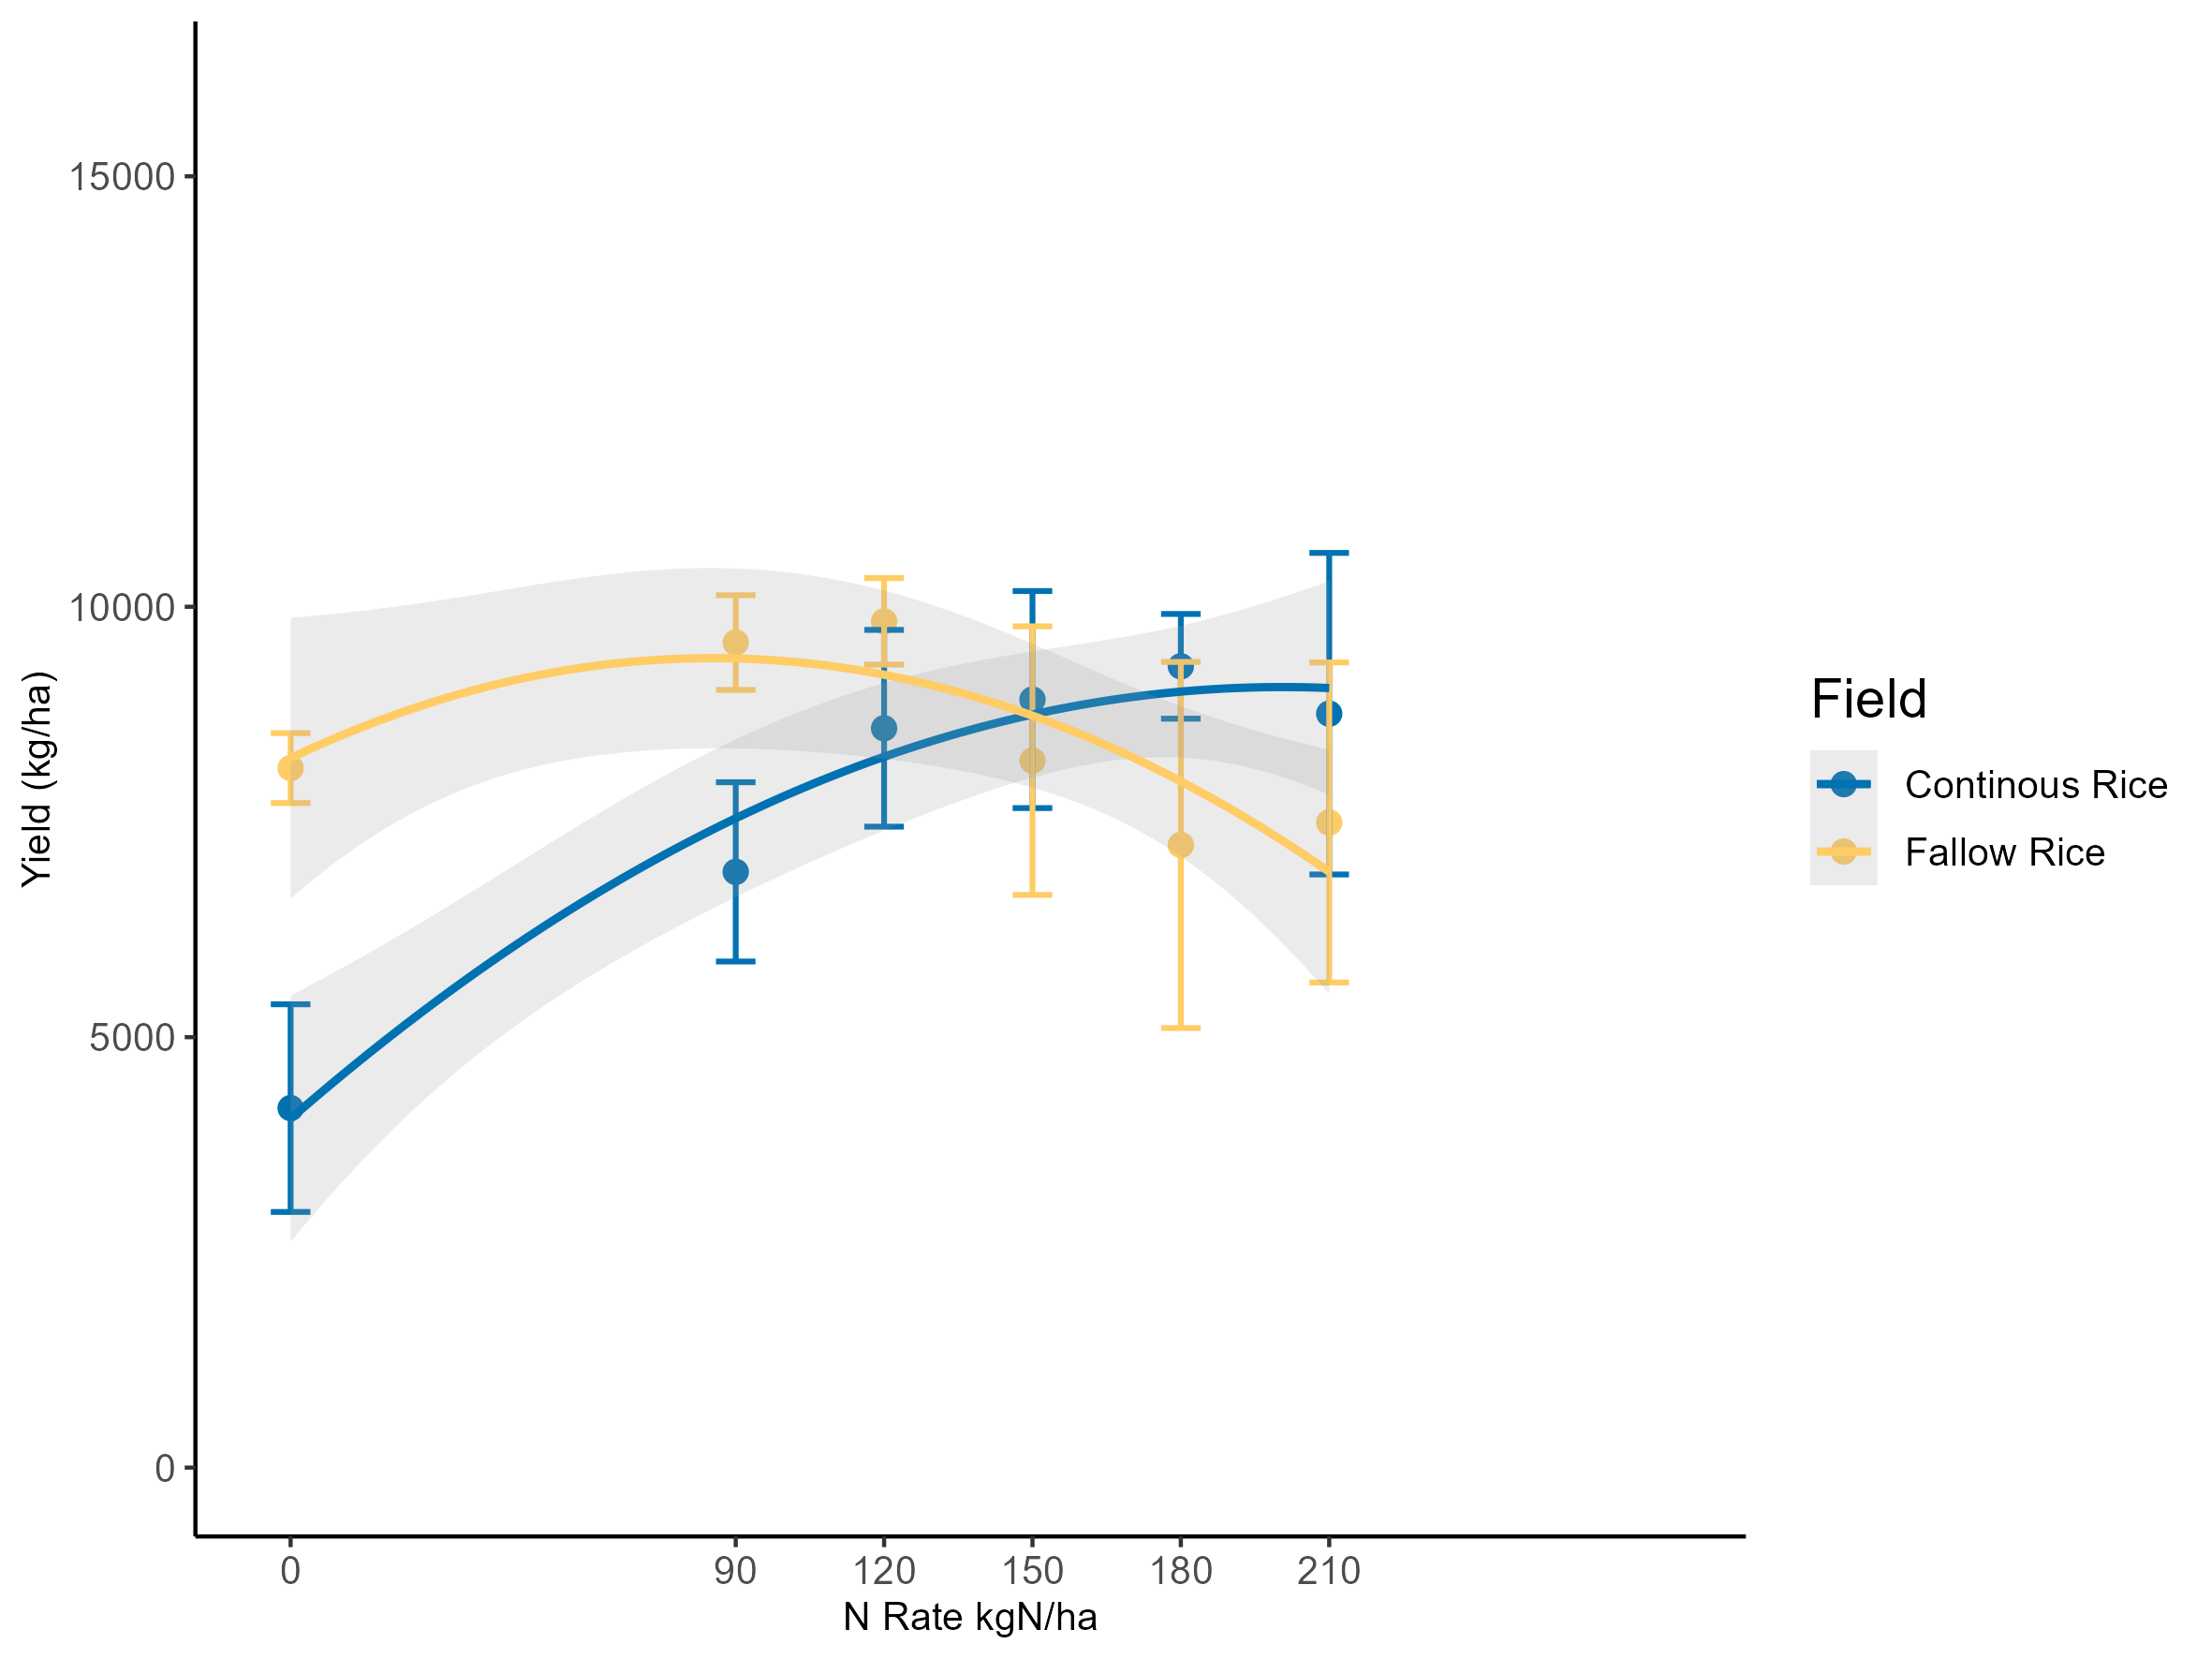 15000
10000
5000
0
Yield (kg/ha)
0 90 120 150 180 210
N Rate kgN/ha
Field
Continous Rice
Fallow Rice